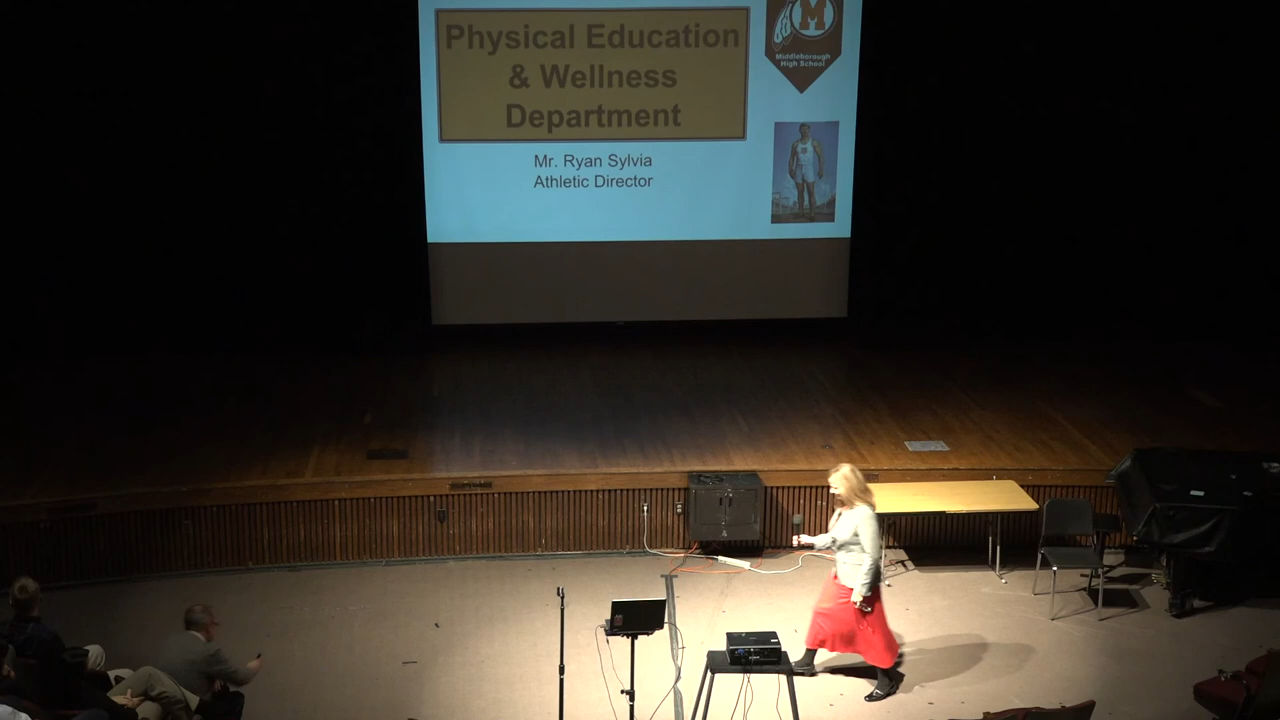 Physical Education
& Wellness
Department
M
Middleborough
High School
Mr. Ryan Sylvia
Athletic Director